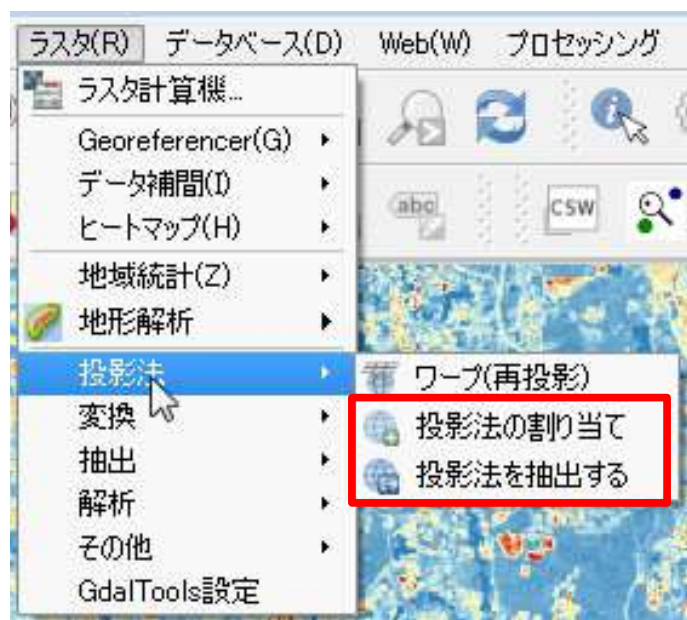 ラスタ(R) データベース(D) Web(W) プロセッシング
ラスタ計算機...
Georeferencer(G)
データ補間(I)
ヒートマップ(H)
地域統計(Z)
地形解析
投影法
変換
抽出
解析
その他
GdalTools設定
ワープ(再投影)
投影法の割り当て
投影法を抽出する
abc
CSW